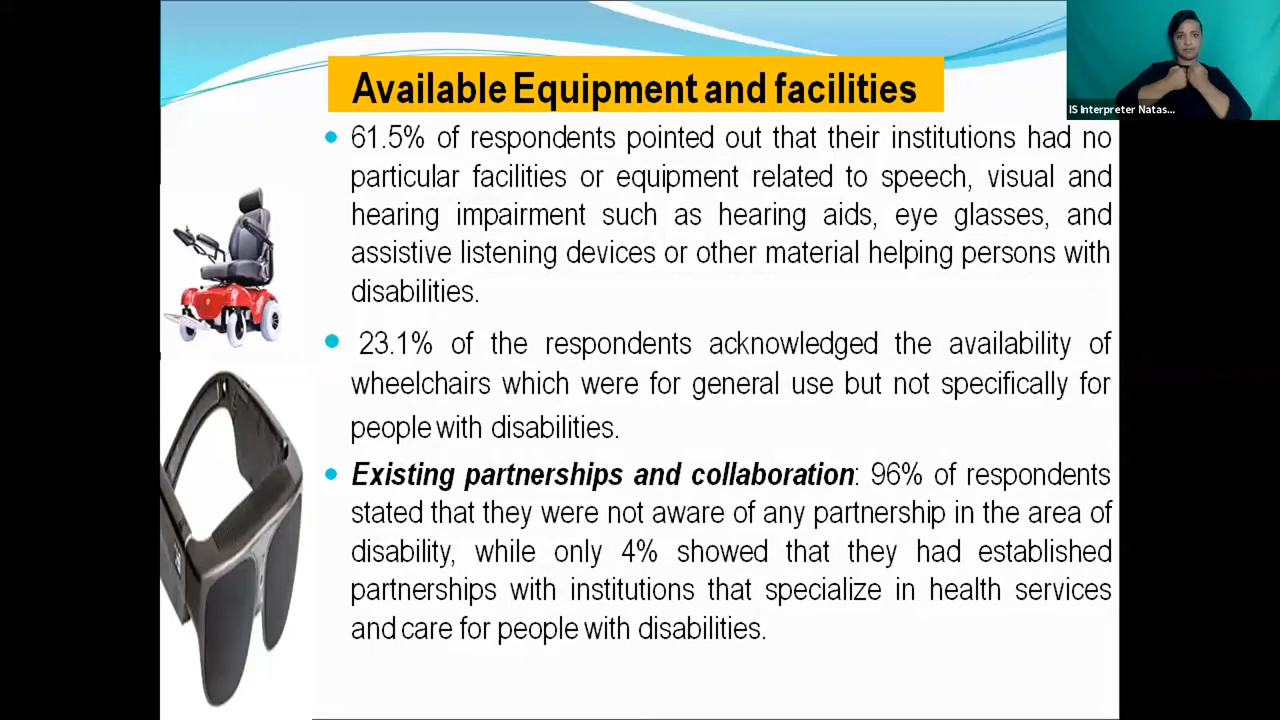 Available Equipment and facilities
IS Interpreter Natas...
61.5% of respondents pointed out that their institutions had no
particular facilities or equipment related to speech, visual and
hearing impairment such as hearing aids, eye glasses, and
assistive listening devices or other material helping persons with
disabilities.
23.1% of the respondents acknowledged the availability of
wheelchairs which were for general use but not specifically for
people with disabilities.
Existing partnerships and collaboration: 96% of respondents
stated that they were not aware of any partnership in the area of
disability, while only 4% showed that they had established
partnerships with institutions that specialize in health services
and care for people with disabilities.